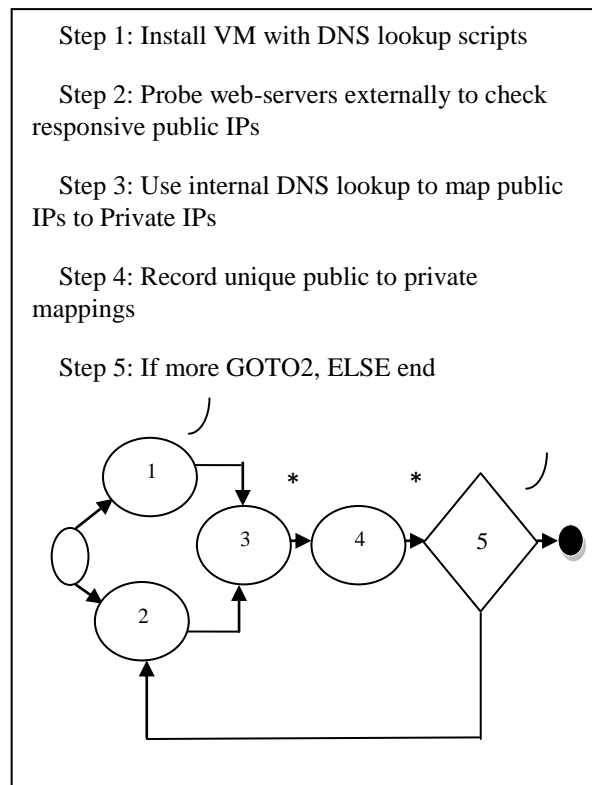 Step 1: Install VM with DNS lookup scripts
Step 2: Probe web-servers externally to check
responsive public IPs
Step 3: Use internal DNS lookup to map public
IPs to Private IPs
Step 4: Record unique public to private
mappings
Step 5: If more GOTO2, ELSE end
1
*
*
3
4
5
2